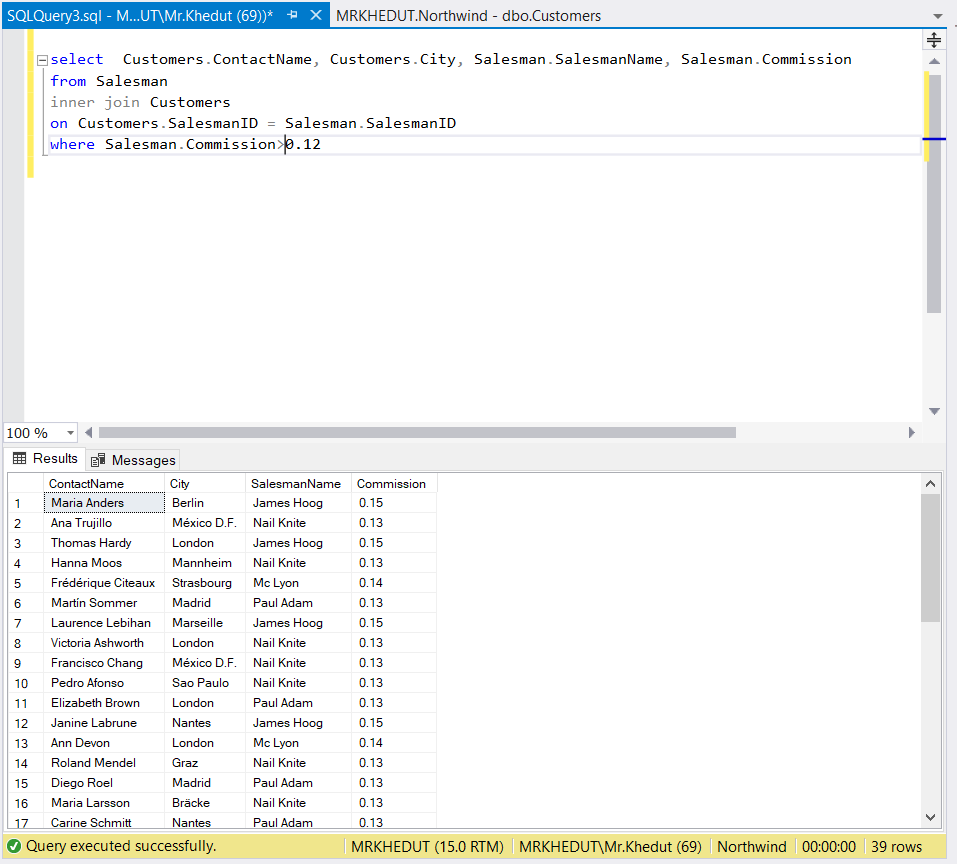 SQLQuery3.sql - M...UT\Mr.Khedut (69))* MRKHEDUT.Northwind - dbo.Customers
select  Customers.ContactName, Customers.City, Salesman.SalesmanName, Salesman.Commission
from Salesman
inner join Customers
on Customers.SalesmanID = Salesman.SalesmanID
where Salesman.Commission>0.12
100 %
Results Messages
ContactName City SalesmanName Commission
1 Maria Anders Berlin James Hoog 0.15
2 Ana Trujillo México D.F. Nail Knite 0.13
3 Thomas Hardy London James Hoog 0.15
4 Hanna Moos Mannheim Nail Knite 0.13
5 Frédérique Citeaux Strasbourg Mc Lyon 0.14
6 Martín Sommer Madrid Paul Adam 0.13
7 Laurence Lebihan Marseille James Hoog 0.15
8 Victoria Ashworth London Nail Knite 0.13
9 Francisco Chang México D.F. Nail Knite 0.13
10 Pedro Afonso Sao Paulo Nail Knite 0.13
11 Elizabeth Brown London Paul Adam 0.13
12 Janine Labrune Nantes James Hoog 0.15
13 Ann Devon London Mc Lyon 0.14
14 Roland Mendel Graz Nail Knite 0.13
15 Diego Roel Madrid Paul Adam 0.13
16 Maria Larsson Bräcke Nail Knite 0.13
17 Carine Schmitt Nantes Paul Adam 0.13
Query executed successfully. MRKHEDUT (15.0 RTM) MRKHEDUT\Mr.Khedut (69) Northwind 00:00:00 39 rows